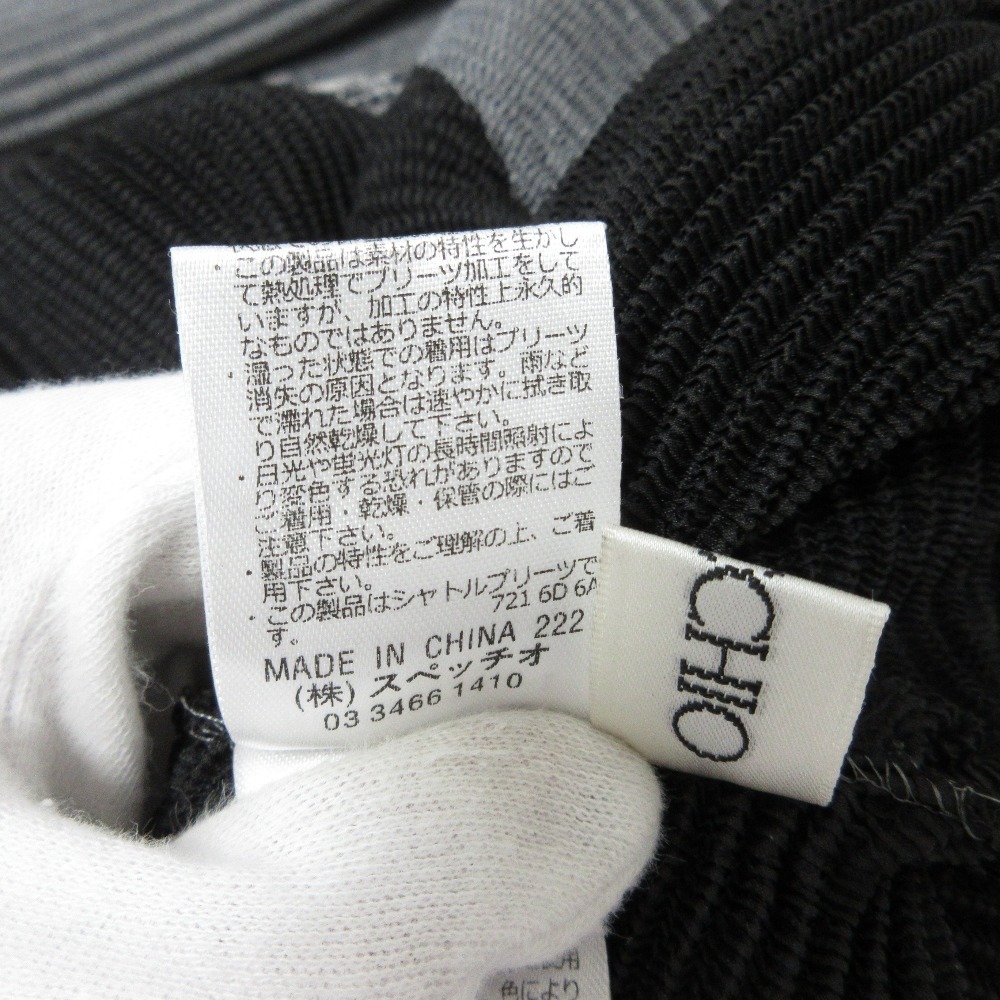 ・この製品は素材の特性を生かし
て熱処理でプリーツ加工をして
いますが、加工の特性上永久的
なものではありません。
・湿った状態での着用はプリーツ
消失の原因となります。雨など
で濡れた場合は速やかに拭き取
り自然乾燥して下さい。
・日光や蛍光灯の長時間照射によ
り変色する恐れがありますので
ご着用・乾燥・保管の際にはご
注意下さい。
・製品の特性をご理解の上、ご着
用下さい。
・この製品はシャトルプリーツで
す。
721 6D 6A
MADE IN CHINA 222
(株) スペッチオ
03 3466 1410
CCHIO
使用
色により